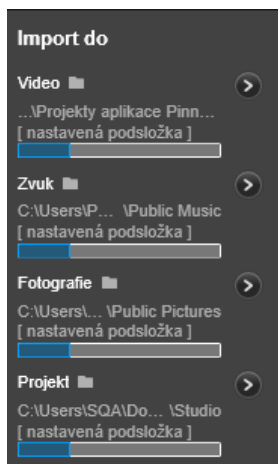 Import do
Video
...\Projekty aplikace Pinn...
[ nastavená podsložka ]
Zvuk
C:\Users\P... \Public Music
[ nastavená podsložka ]
Fotografie
C:\Users\... \Public Pictures
[ nastavená podsložka ]
Projekt
C:\Users\SQA\Do... \Studio
[ nastavená podsložka ]